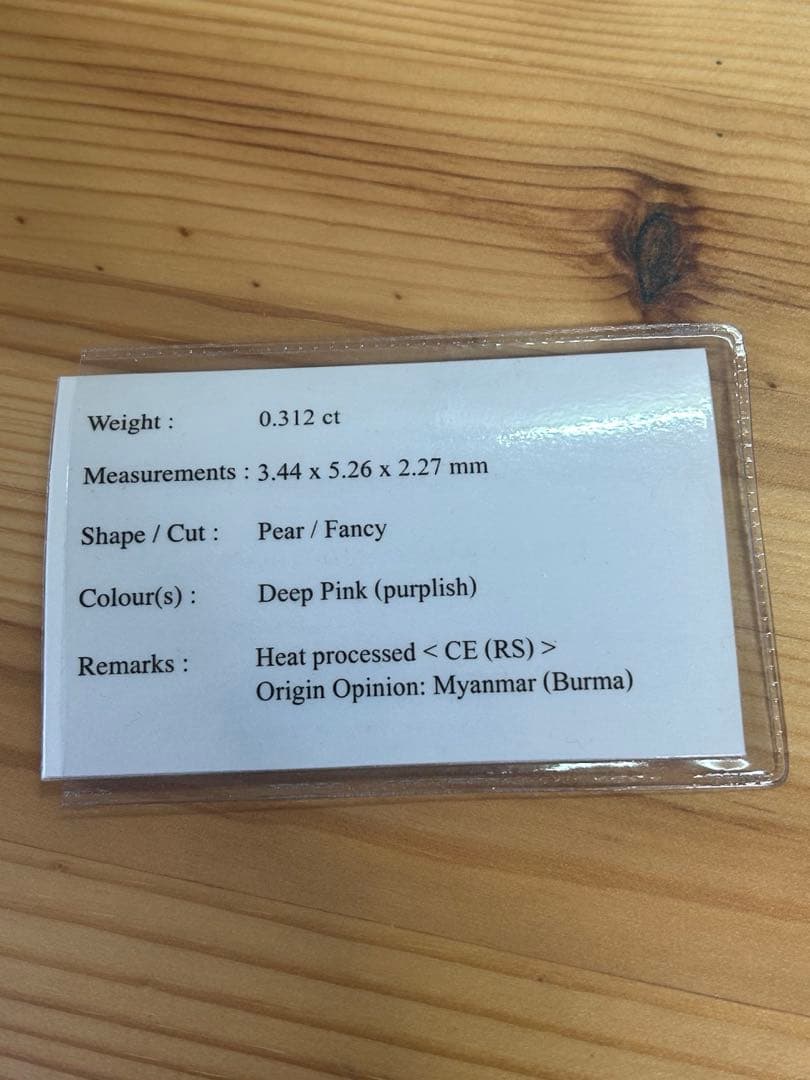 Weight : 0.312 ct
Measurements : 3.44 x 5.26 x 2.27 mm
Shape / Cut : Pear / Fancy
Colour(s) : Deep Pink (purplish)
Remarks : Heat processed < CE (RS) >
Origin Opinion: Myanmar (Burma)